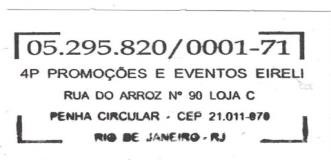 05.295.820/0001-71
4P PROMOÇÕES E EVENTOS EIRELI
RUA DO ARROZ Nº 90 LOJA C
PENHA CIRCULAR - CEP 21.011-070
RIO DE JANEIRO - RJ